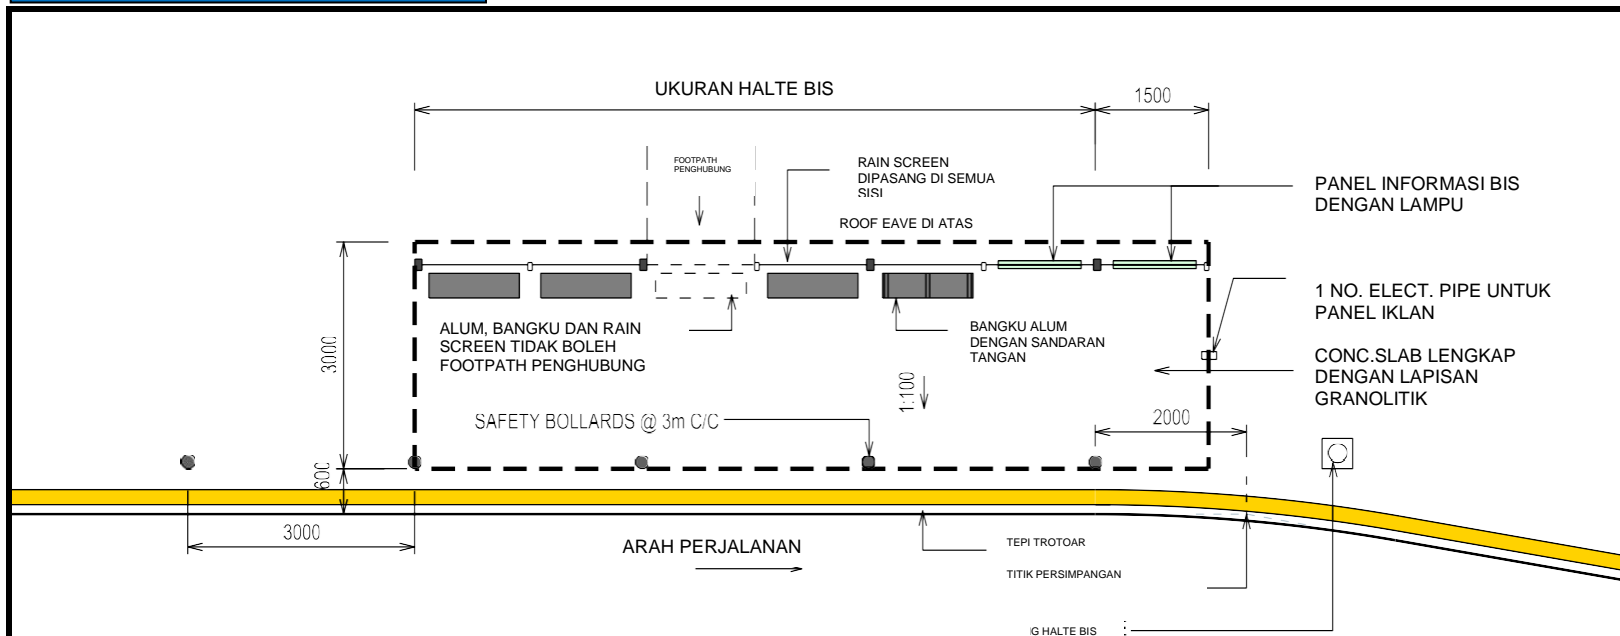 UKURAN HALTE BIS
1500
FOOTPATH
PENGHUBUNG
RAIN SCREEN
DIPASANG DI SEMUA
SISI
ROOF EAVE DI ATAS
PANEL INFORMASI BIS
DENGAN LAMPU
1 NO. ELECT. PIPE UNTUK
PANEL IKLAN
ALUM, BANGKU DAN RAIN
SCREEN TIDAK BOLEH
FOOTPATH PENGHUBUNG
BANGKU ALUM
DENGAN SANDARAN
TANGAN
CONC.SLAB LENGKAP
DENGAN LAPISAN
GRANOLITIK
3000
1:100
SAFETY BOLLARDS @ 3m C/C
2000
600
3000
ARAH PERJALANAN
TEPI TROTOAR
TITIK PERSIMPANGAN
G HALTE BIS